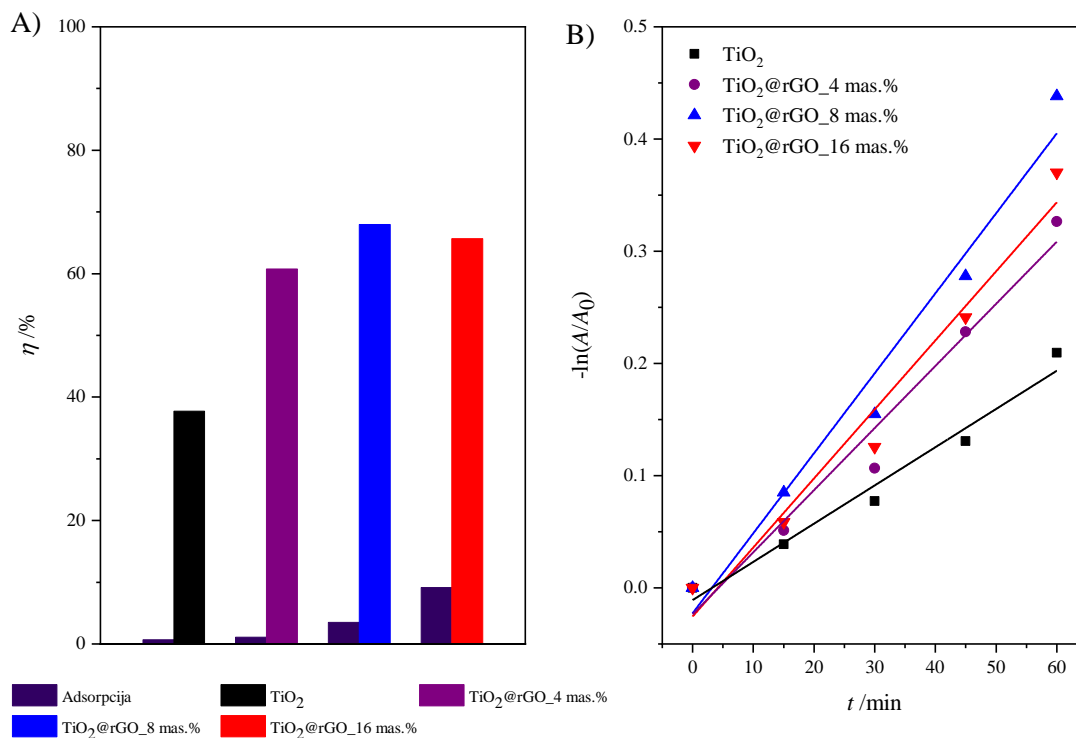 A)
100
80
60
40
20
0
η /%
Adsorpcija
TiO₂
TiO₂@rGO_4 mas.%
TiO₂@rGO_8 mas.%
TiO₂@rGO_16 mas.%
B)
TiO₂
TiO₂@rGO_4 mas.%
TiO₂@rGO_8 mas.%
TiO₂@rGO_16 mas.%
0.5
0.4
0.3
0.2
0.1
0.0
-ln(A/A₀)
0 15 20 30 40 50 60
t /min